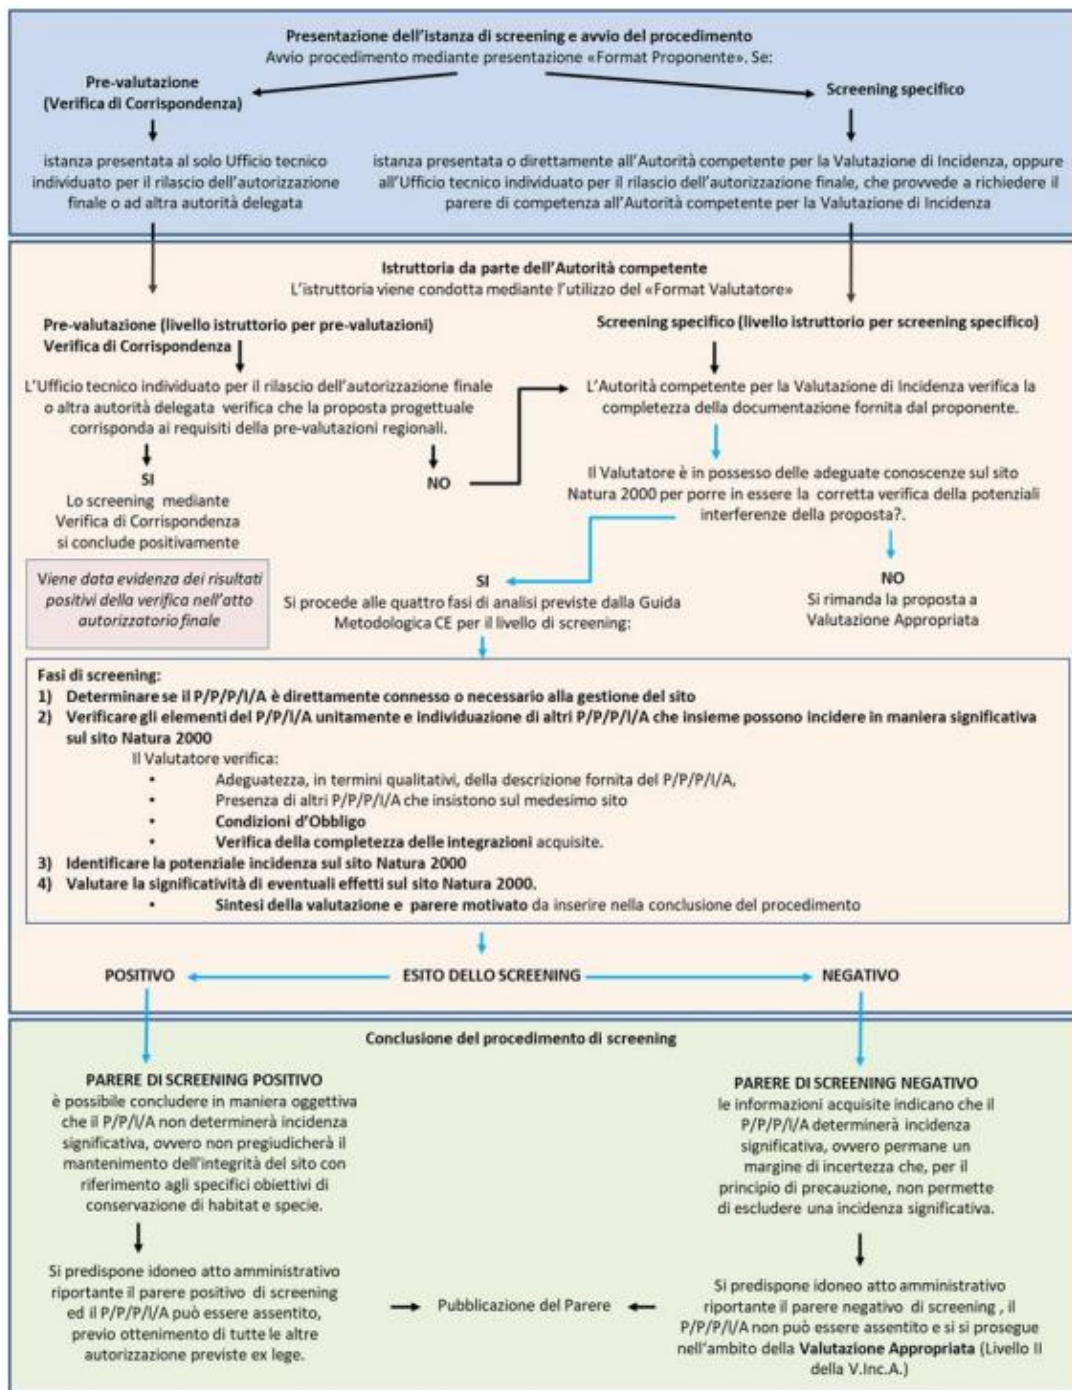 Presentazione dell'istanza di screening e avvio del procedimento
Avvio procedimento mediante presentazione «Format Proponente». Se:
Pre-valutazione
(Verifica di Corrispondenza)
Screening specifico
istanza presentata al solo Ufficio tecnico
individuato per il rilascio dell'autorizzazione
finale o ad altra autorità delegata
istanza presentata o direttamente all'Autorità competente per la Valutazione di Incidenza, oppure
all'Ufficio tecnico individuato per il rilascio dell'autorizzazione finale, che provvede a richiedere il
parere di competenza all'Autorità competente per la Valutazione di Incidenza
Istruttoria da parte dell'Autorità competente
L'istruttoria viene condotta mediante l'utilizzo del «Format Valutatore»
Pre-valutazione (livello istruttorio per pre-valutazioni)
Verifica di Corrispondenza
Screening specifico (livello istruttorio per screening specifico)
L'Ufficio tecnico individuato per il rilascio dell'autorizzazione finale
o altra autorità delegata verifica che la proposta progettuale
corrisponda ai requisiti della pre-valutazioni regionali.
L'Autorità competente per la Valutazione di Incidenza verifica la
completezza della documentazione fornita dal proponente.
SI
Lo screening mediante
Verifica di Corrispondenza
si conclude positivamente
NO
Il Valutatore è in possesso delle adeguate conoscenze sul sito
Natura 2000 per porre in essere la corretta verifica della potenziali
interferenze della proposta?.
Viene data evidenza dei risultati
positivi della verifica nell'atto
autorizzatorio finale
SI
Si procede alle quattro fasi di analisi previste dalla Guida
Metodologica CE per il livello di screening:
NO
Si rimanda la proposta a
Valutazione Appropriata
Fasi di screening:
1) Determinare se il P/P/P/I/A è direttamente connesso o necessario alla gestione del sito
2) Verificare gli elementi del P/P/I/A unitamente e individuazione di altri P/P/P/I/A che insieme possono incidere in maniera significativa
sul sito Natura 2000
Il Valutatore verifica:
• Adeguatezza, in termini qualitativi, della descrizione fornita del P/P/P/I/A,
• Presenza di altri P/P/P/I/A che insistono sul medesimo sito
• Condizioni d'Obbligo
• Verifica della completezza delle integrazioni acquisite.
3) Identificare la potenziale incidenza sul sito Natura 2000
4) Valutare la significatività di eventuali effetti sul sito Natura 2000.
• Sintesi della valutazione e parere motivato da inserire nella conclusione del procedimento
POSITIVO
ESITO DELLO SCREENING
NEGATIVO
Conclusione del procedimento di screening
PARERE DI SCREENING POSITIVO
è possibile concludere in maniera oggettiva
che il P/P/I/A non determinerà incidenza
significativa, ovvero non pregiudicherà il
mantenimento dell'integrità del sito con
riferimento agli specifici obiettivi di
conservazione di habitat e specie.
PARERE DI SCREENING NEGATIVO
le informazioni acquisite indicano che il
P/P/P/I/A determinerà incidenza
significativa, ovvero permane un
margine di incertezza che, per il
principio di precauzione, non permette
di escludere una incidenza significativa.
Si predispone idoneo atto amministrativo
riportante il parere positivo di screening
ed il P/P/P/I/A può essere assentito,
previo ottenimento di tutte le altre
autorizzazione previste ex lege.
Pubblicazione del Parere
Si predispone idoneo atto amministrativo
riportante il parere negativo di screening , il
P/P/P/I/A non può essere assentito e si si prosegue
nell'ambito della Valutazione Appropriata (Livello II
della V.Inc.A.)